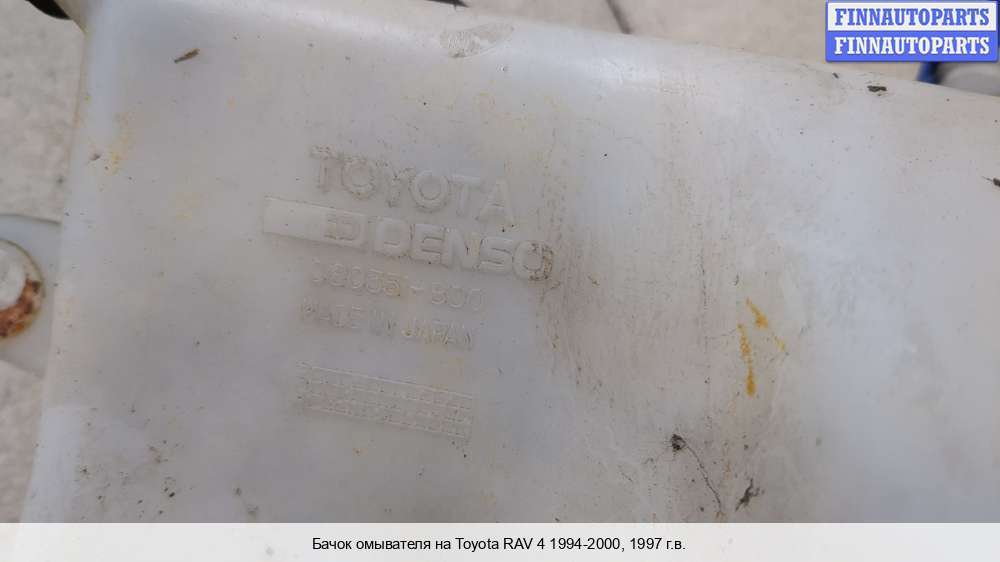 FINNAUTOPARTS
FINNAUTOPARTS
TOYOTA
DENSO
MADE IN JAPAN
Бачок омывателя на Toyota RAV 4 1994-2000, 1997 г.в.